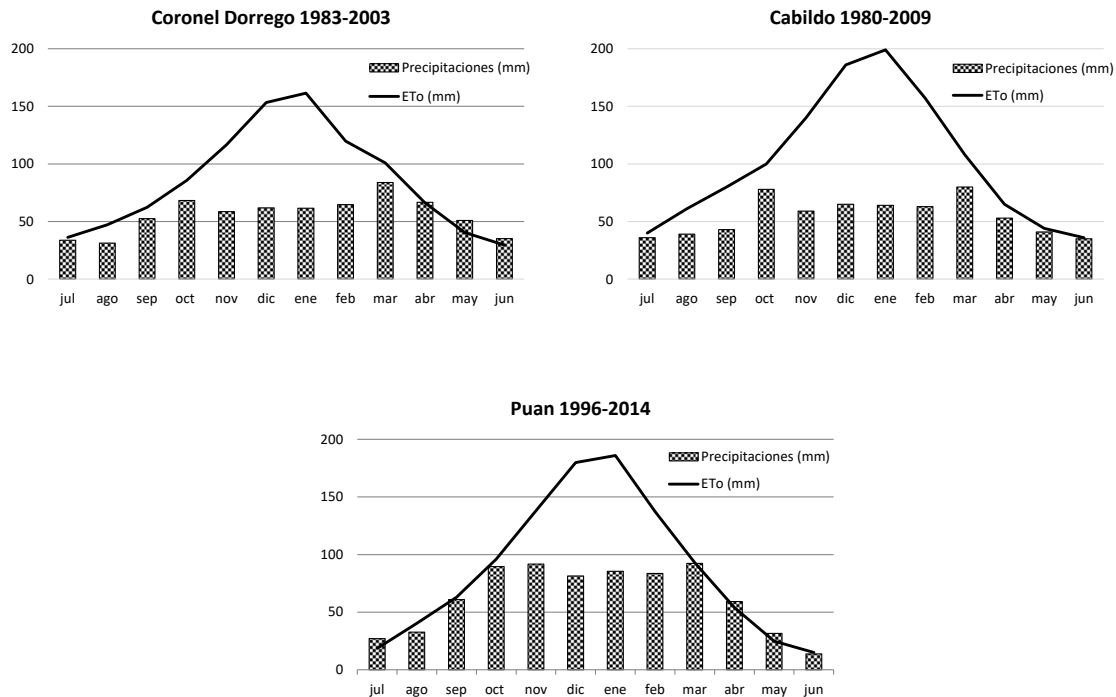 Coronel Dorrego 1983-2003
200
150
100
50
0
Precipitaciones (mm)
ETo (mm)
jul ago sep oct nov dic ene feb mar abr may jun
Cabildo 1980-2009
200
150
100
50
0
Precipitaciones (mm)
ETo (mm)
jul ago sep oct nov dic ene feb mar abr may jun
Puan 1996-2014
200
150
100
50
0
Precipitaciones (mm)
ETo (mm)
jul ago sep oct nov dic ene feb mar abr may jun